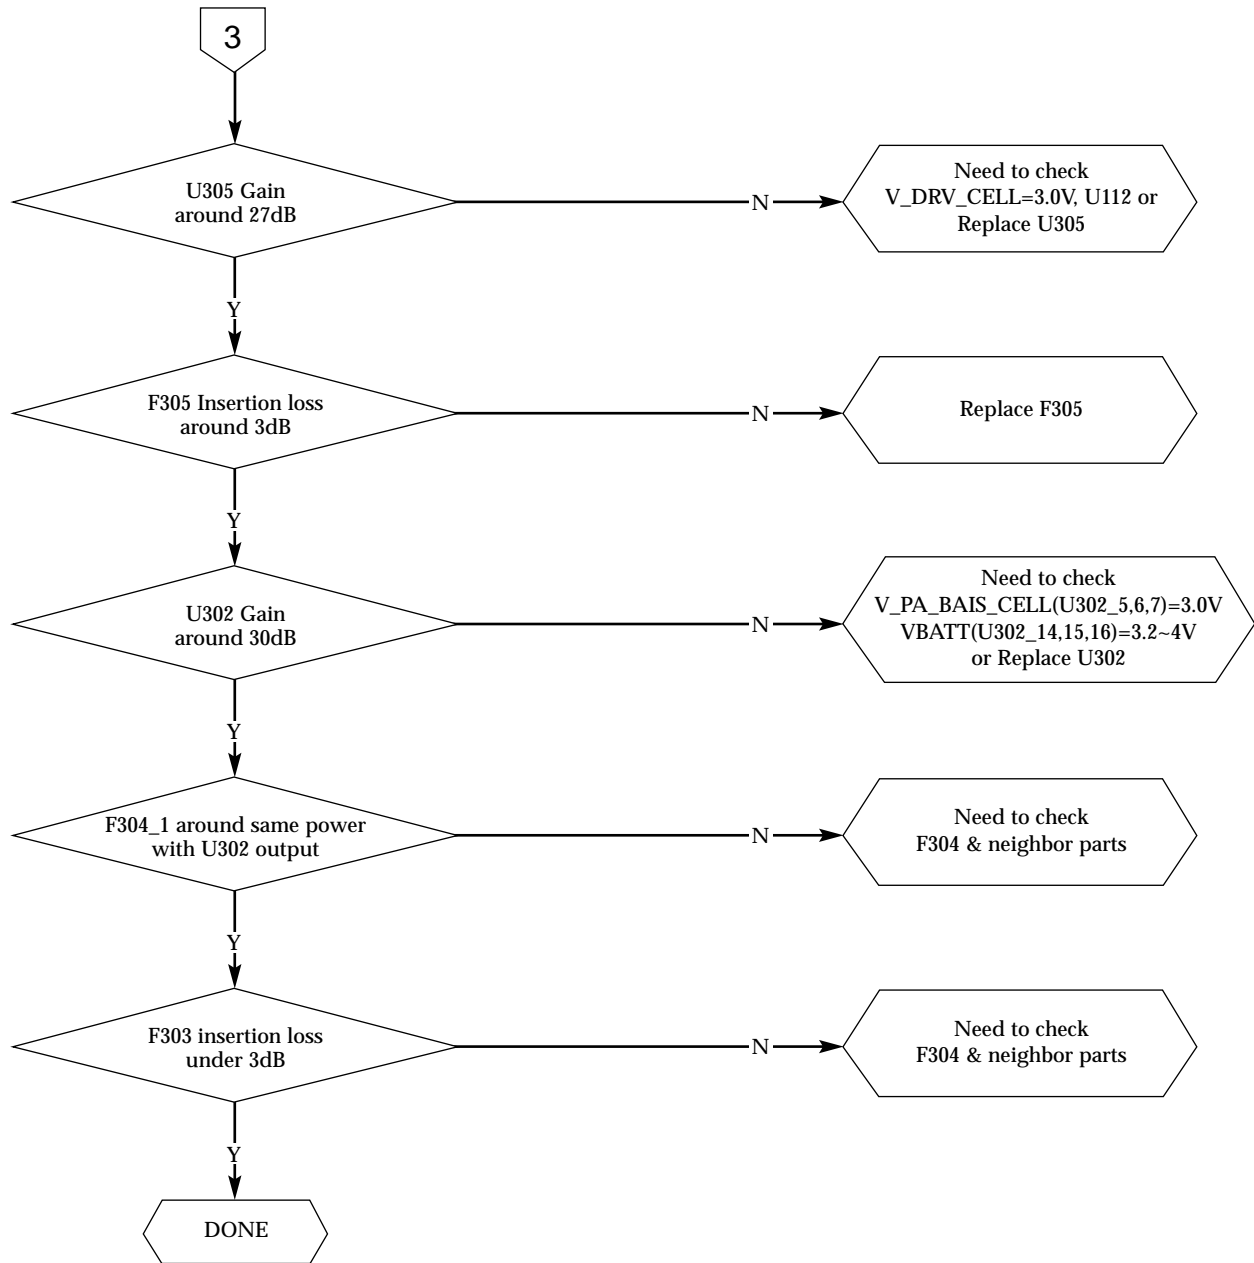 3
U305 Gain
around 27dB
N
Need to check
V_DRV_CELL=3.0V, U112 or
Replace U305
Y
F305 Insertion loss
around 3dB
N
Replace F305
Y
U302 Gain
around 30dB
N
Need to check
V_PA_BAIS_CELL(U302_5,6,7)=3.0V
VBATT(U302_14,15,16)=3.2~4V
or Replace U302
Y
F304_1 around same power
with U302 output
N
Need to check
F304 & neighbor parts
Y
F303 insertion loss
under 3dB
N
Need to check
F304 & neighbor parts
Y
DONE